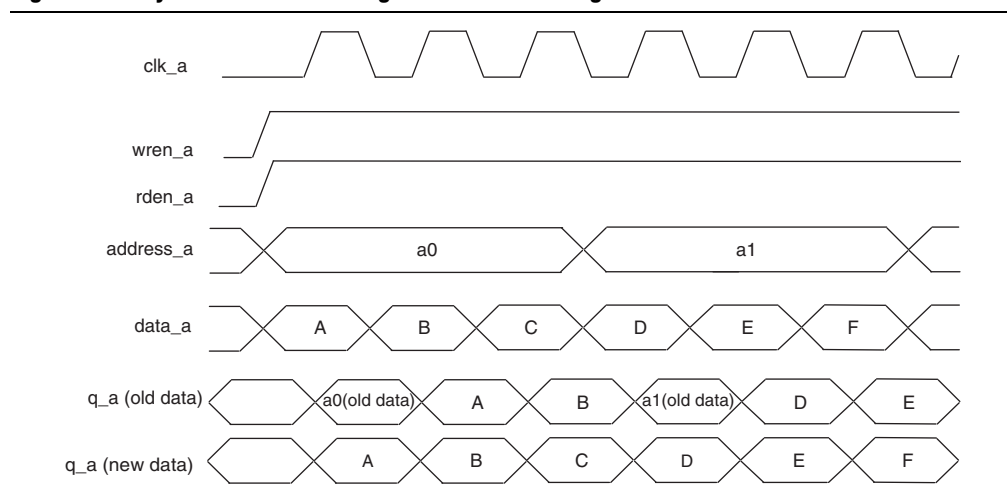 clk_a
wren_a
rden_a
address_a a0 a1
data_a A B C D E F
q_a (old data) a0(old data) A B a1(old data) D E
q_a (new data) A B C D E F